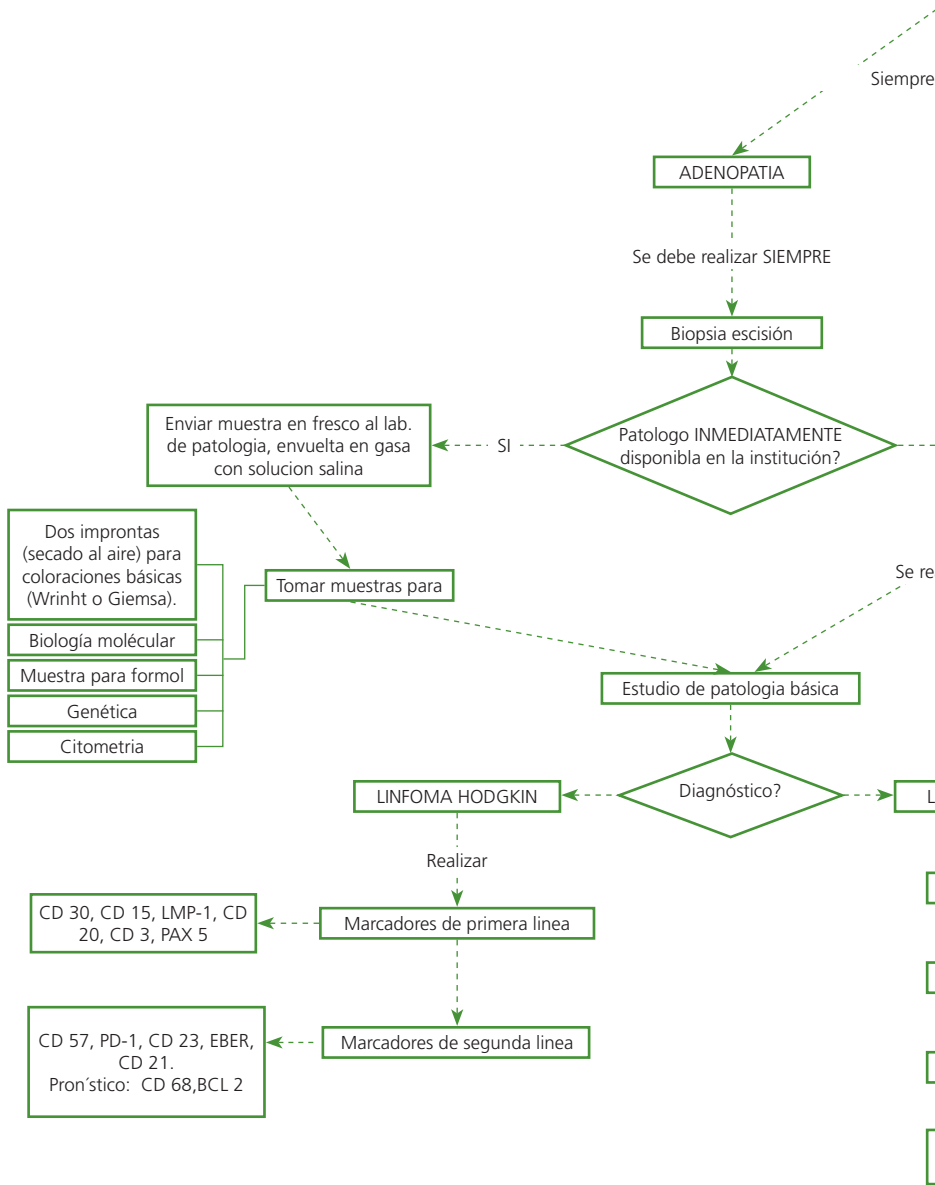 Siempre
ADENOPATIA
Se debe realizar SIEMPRE
Biopsia escisión
Enviar muestra en fresco al lab.
de patologia, envuelta en gasa
con solucion salina
SI
Patologo INMEDIATAMENTE
disponibla en la institución?
Dos improntas
(secado al aire) para
coloraciones básicas
(Wrinht o Giemsa).
Tomar muestras para
Se re
Biología molécular
Muestra para formol
Genética
Citometria
Estudio de patologia básica
LINFOMA HODGKIN
Diagnóstico?
L
Realizar
CD 30, CD 15, LMP-1, CD
20, CD 3, PAX 5
Marcadores de primera linea
CD 57, PD-1, CD 23, EBER,
CD 21.
Pron´stico: CD 68,BCL 2
Marcadores de segunda linea